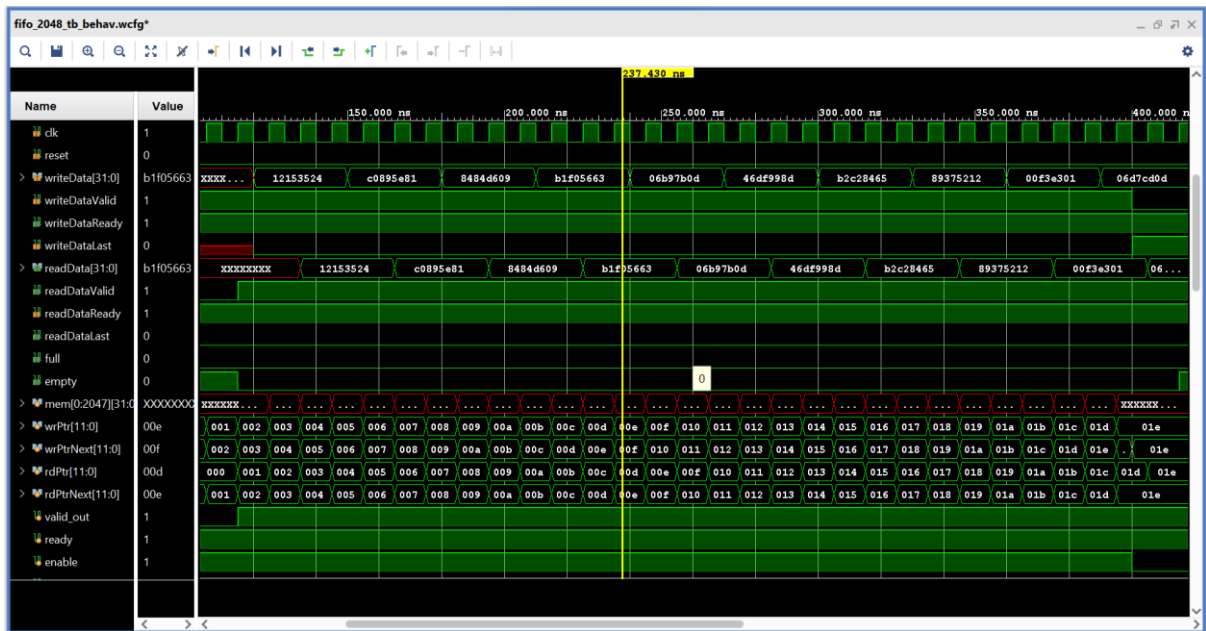 fifo_2048_tb_behav.wcfg*
237.430 ns
Name Value
150.000 ns 200.000 ns 250.000 ns 300.000 ns 350.000 ns 400.000 n
clk 1
reset 0
writeData[31:0] b1f05663 XXXX... 12153524 c0895e81 8484d609 b1f05663 06b97b0d 46df998d b2c28465 89375212 00f3e301 06d7cd0d
writeDataValid 1
writeDataReady 1
writeDataLast 0
readData[31:0] b1f05663 XXXXXXXX 12153524 c0895e81 8484d609 b1f05663 06b97b0d 46df998d b2c28465 89375212 00f3e301 06...
readDataValid 1
readDataReady 1
readDataLast 0
full 0
empty 0 0
mem[0:2047][31:0 XXXXXXXX XXXXXX... ... ... ... ... ... ... ... ... ... ... ... ... .. ... ... ... ... ... ... ... ... ... ... ... ... ... ... XXXXXX...
wrPtr[11:0] 00e 001 002 003 004 005 006 007 008 009 00a 00b 00c 00d 00e 00f 010 011 012 013 014 015 016 017 018 019 01a 01b 01c 01d 01e
wrPtrNext[11:0] 00f 002 003 004 005 006 007 008 009 00a 00b 00c 00d 00e 00f 010 011 012 013 014 015 016 017 018 019 01a 01b 01c 01d 01e . 01e
rdPtr[11:0] 00d 000 001 002 003 004 005 006 007 008 009 00a 00b 00c 00d 00e 00f 010 011 012 013 014 015 016 017 018 019 01a 01b 01c 01d 01e
rdPtrNext[11:0] 00e 001 002 003 004 005 006 007 008 009 00a 00b 00c 00d 00e 00f 010 011 012 013 014 015 016 017 018 019 01a 01b 01c 01d 01e
valid_out 1
ready 1
enable 1